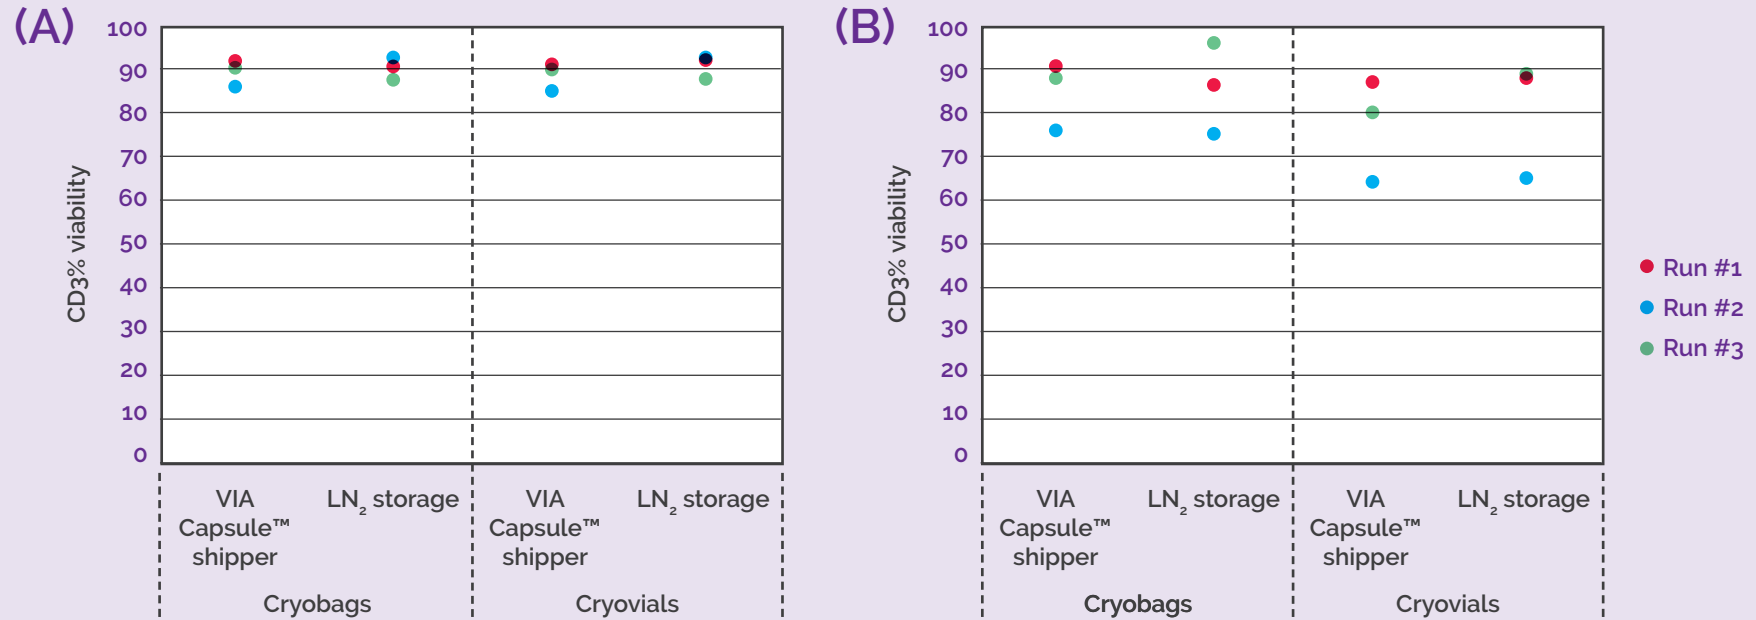 (A)
100
90
80
70
60
50
40
30
20
10
0
CD3% viability
VIA
Capsule™
shipper
LN₂ storage
VIA
Capsule™
shipper
LN₂ storage
Cryobags
Cryovials
(B)
100
90
80
70
60
50
40
30
20
10
0
CD3% viability
VIA
Capsule™
shipper
LN₂ storage
VIA
Capsule™
shipper
LN₂ storage
Cryobags
Cryovials
Run #1
Run #2
Run #3